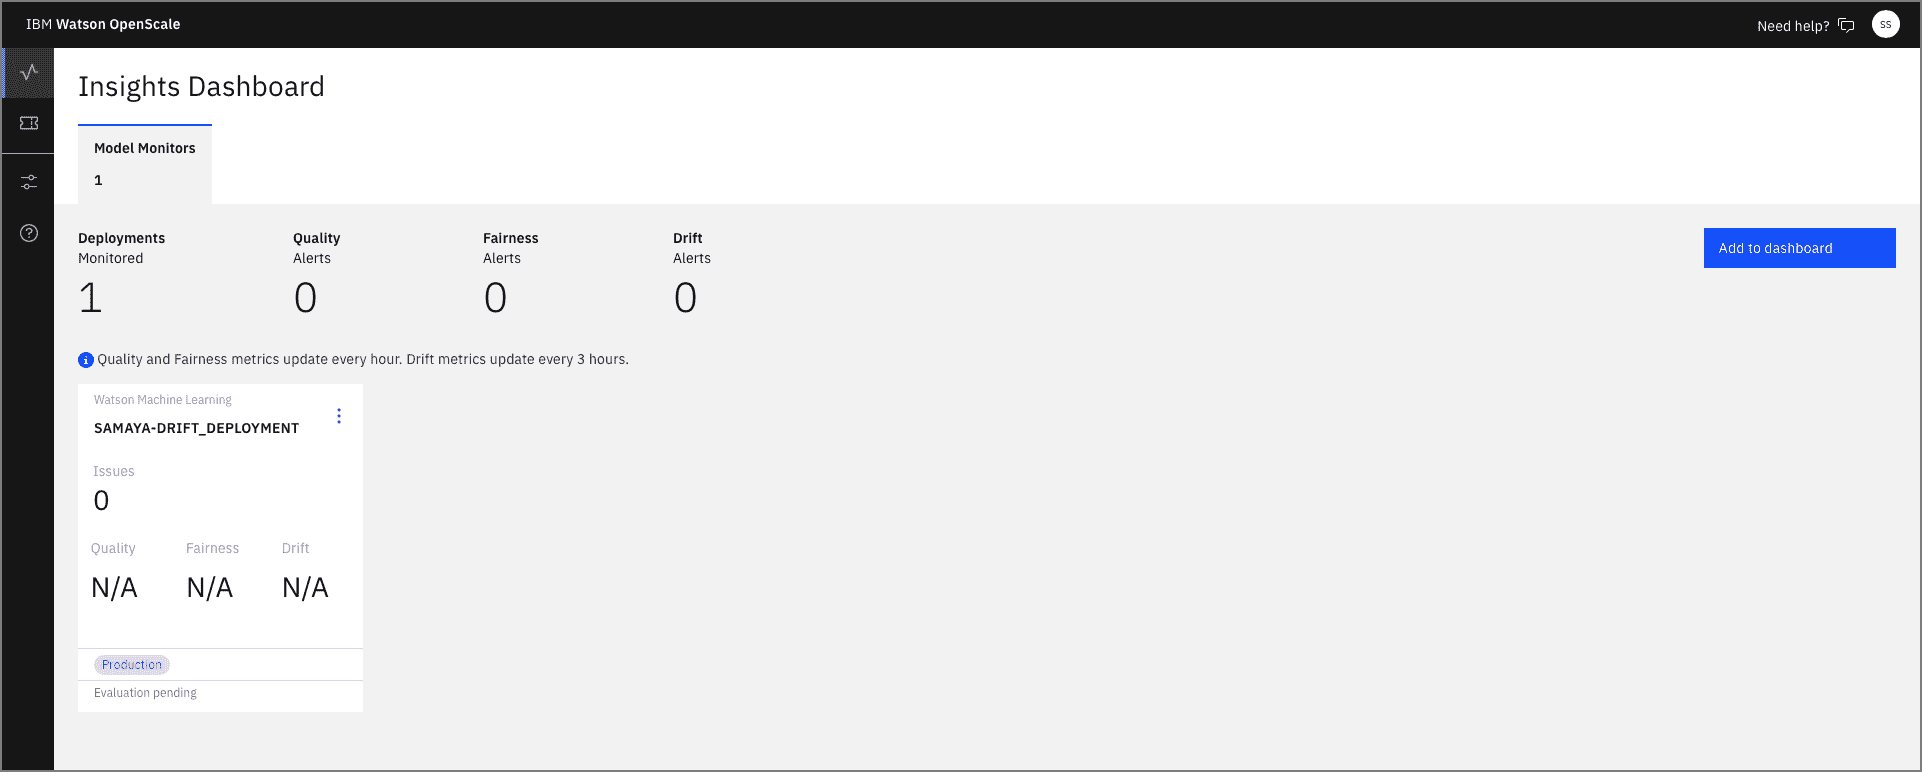 IBM Watson OpenScale
Need help?
SS
Insights Dashboard
Model Monitors
1
Deployments
Monitored
1
Quality
Alerts
0
Fairness
Alerts
0
Drift
Alerts
0
Add to dashboard
Quality and Fairness metrics update every hour. Drift metrics update every 3 hours.
Watson Machine Learning
SAMAYA-DRIFT_DEPLOYMENT
Issues
0
Quality Fairness Drift
N/A N/A N/A
Production
Evaluation pending